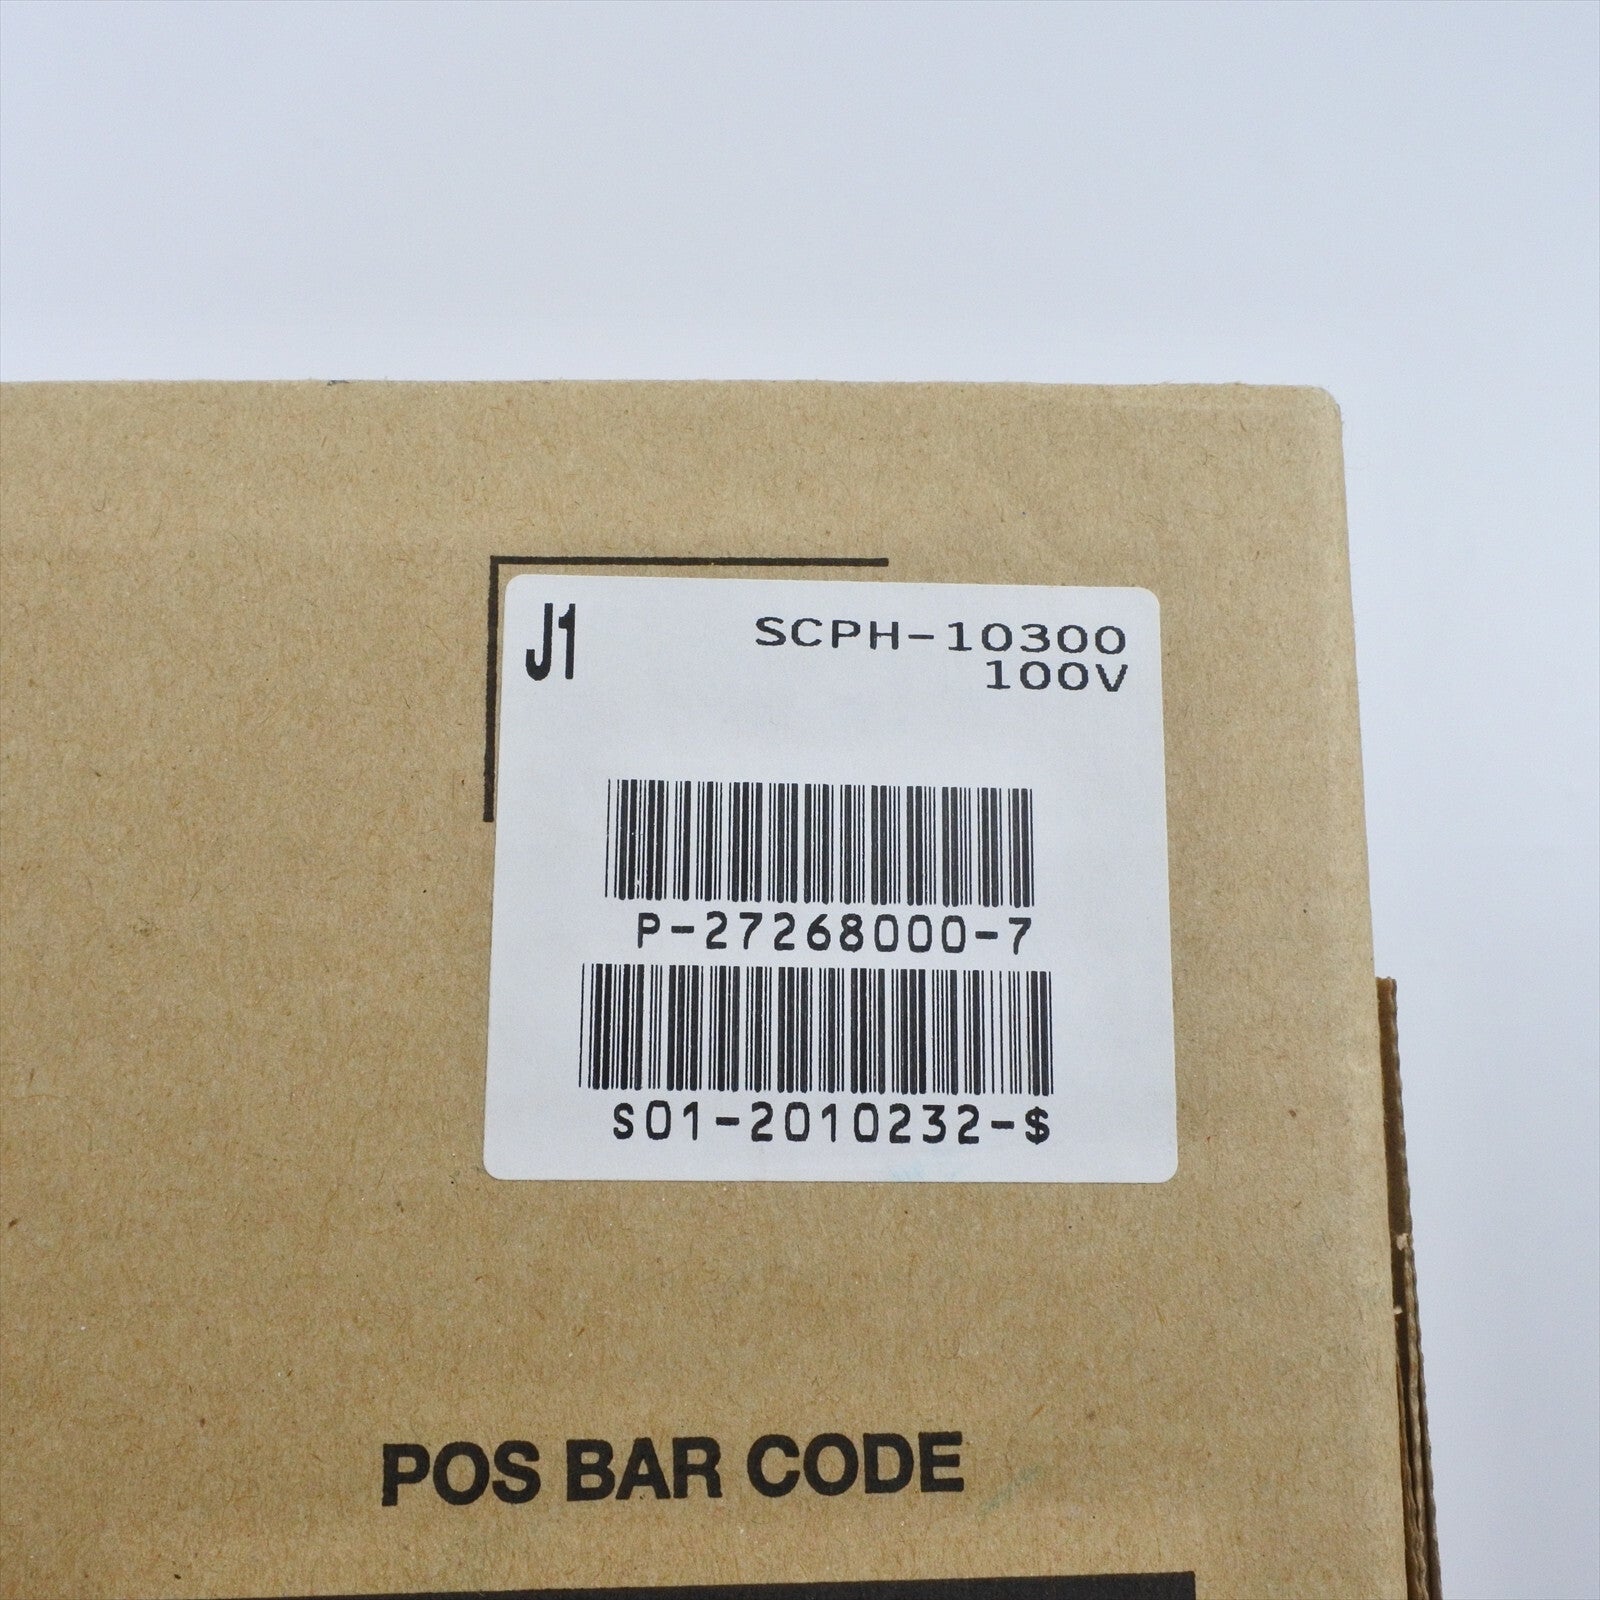 J1
SCPH-10300
100V
P-27268000-7
S01-2010232-$
POS BAR CODE